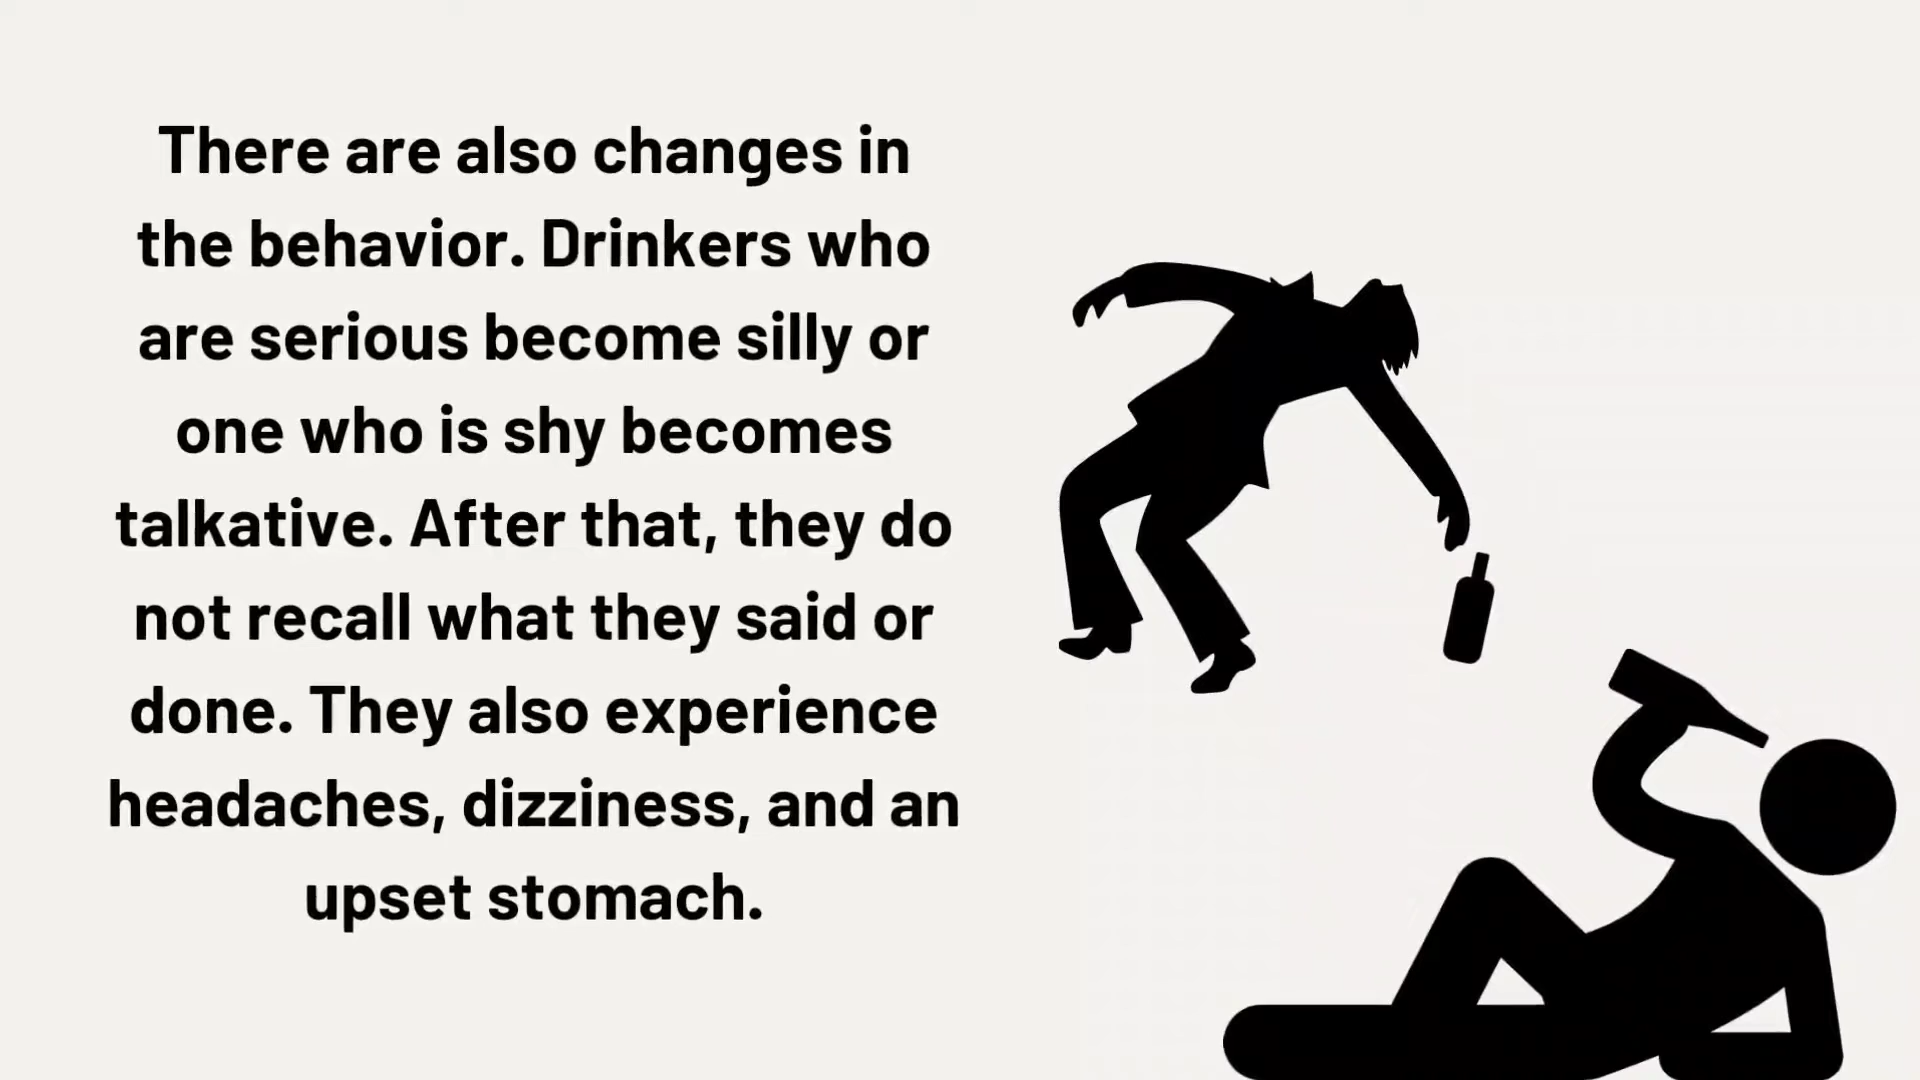 There are also changes in
the behavior. Drinkers who
are serious become silly or
one who is shy becomes
talkative. After that, they do
not recall what they said or
done. They also experience
headaches, dizziness, and an
upset stomach.